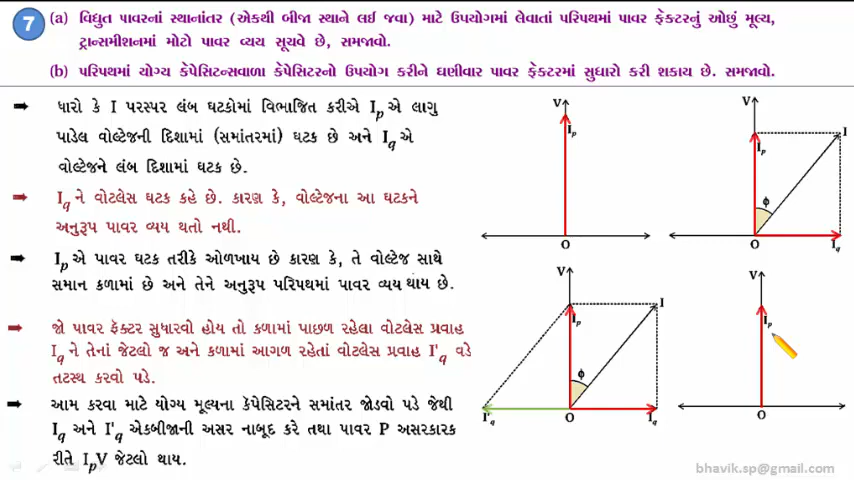 7 (a) વિદ્યુત પાવરનાં સ્થાનાંતર (એકથી બીજા સ્થાને લઈ જવા) માટે ઉપયોગમાં લેવાતાં પરિપથમાં પાવર ફૅક્ટરનું ઓછું મૂલ્ય,
ટ્રાન્સમીશનમાં મોટો પાવર વ્યય સૂચવે છે, સમજાવો.
(b) પરિપથમાં યોગ્ય કૅપેસિટન્સવાળા કૅપેસિટરનો ઉપયોગ કરીને ઘણીવાર પાવર ફૅક્ટરમાં સુધારો કરી શકાય છે. સમજાવો.
➡ ધારો કે I પરસ્પર લંબ ઘટકોમાં વિભાજિત કરીએ Ip એ લાગુ
પાડેલ વોલ્ટેજની દિશામાં (સમાંતરમાં) ઘટક છે અને Iq એ
વોલ્ટેજને લંબ દિશામાં ઘટક છે.
➡ Iq ને વોટલેસ ઘટક કહે છે. કારણ કે, વોલ્ટેજના આ ઘટકને
અનુરૂપ પાવર વ્યય થતો નથી.
➡ Ip એ પાવર ઘટક તરીકે ઓળખાય છે કારણ કે, તે વોલ્ટેજ સાથે
સમાન કળામાં છે અને તેને અનુરૂપ પરિપથમાં પાવર વ્યય થાય છે.
➡ જો પાવર ફૅક્ટર સુધારવો હોય તો કળામાં પાછળ રહેલા વોટલેસ પ્રવાહ
Iq ને તેનાં જેટલો જ અને કળામાં આગળ રહેતાં વોટલેસ પ્રવાહ I'q વડે
તટસ્થ કરવો પડે.
➡ આમ કરવા માટે યોગ્ય મૂલ્યના કૅપેસિટરને સમાંતર જોડવો પડે જેથી
Iq અને I'q એકબીજાની અસર નાબૂદ કરે તથા પાવર P અસરકારક
રીતે IpV જેટલો થાય.
V
Ip
O
V
Ip
I
ϕ
O
Iq
V
Ip
I
ϕ
I'q
O
Iq
V
Ip
O
bhavik.sp@gmail.com